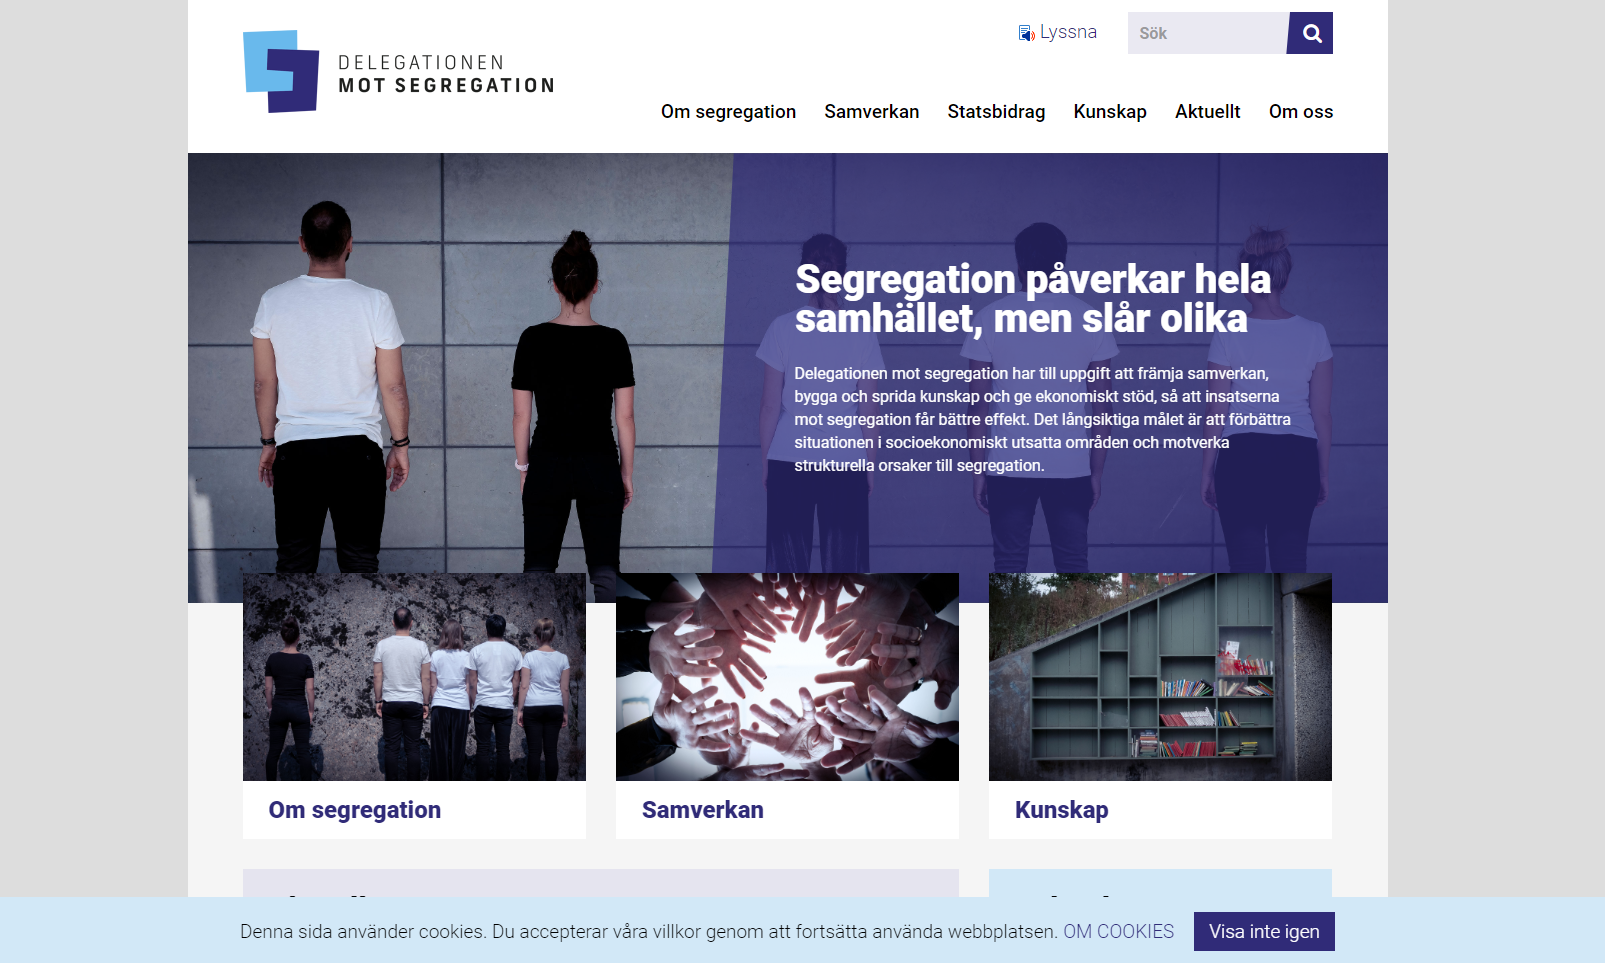 DELEGATIONEN
MOT SEGREGATION
Lyssna
Sök
Om segregation
Samverkan
Statsbidrag
Kunskap
Aktuellt
Om oss
Segregation påverkar hela
samhället, men slår olika
Delegationen mot segregation har till uppgift att främja samverkan,
bygga och sprida kunskap och ge ekonomiskt stöd, så att insatserna
mot segregation får bättre effekt. Det långsiktiga målet är att förbättra
situationen i socioekonomiskt utsatta områden och motverka
strukturella orsaker till segregation.
Om segregation
Samverkan
Kunskap
Denna sida använder cookies. Du accepterar våra villkor genom att fortsätta använda webbplatsen. OM COOKIES
Visa inte igen